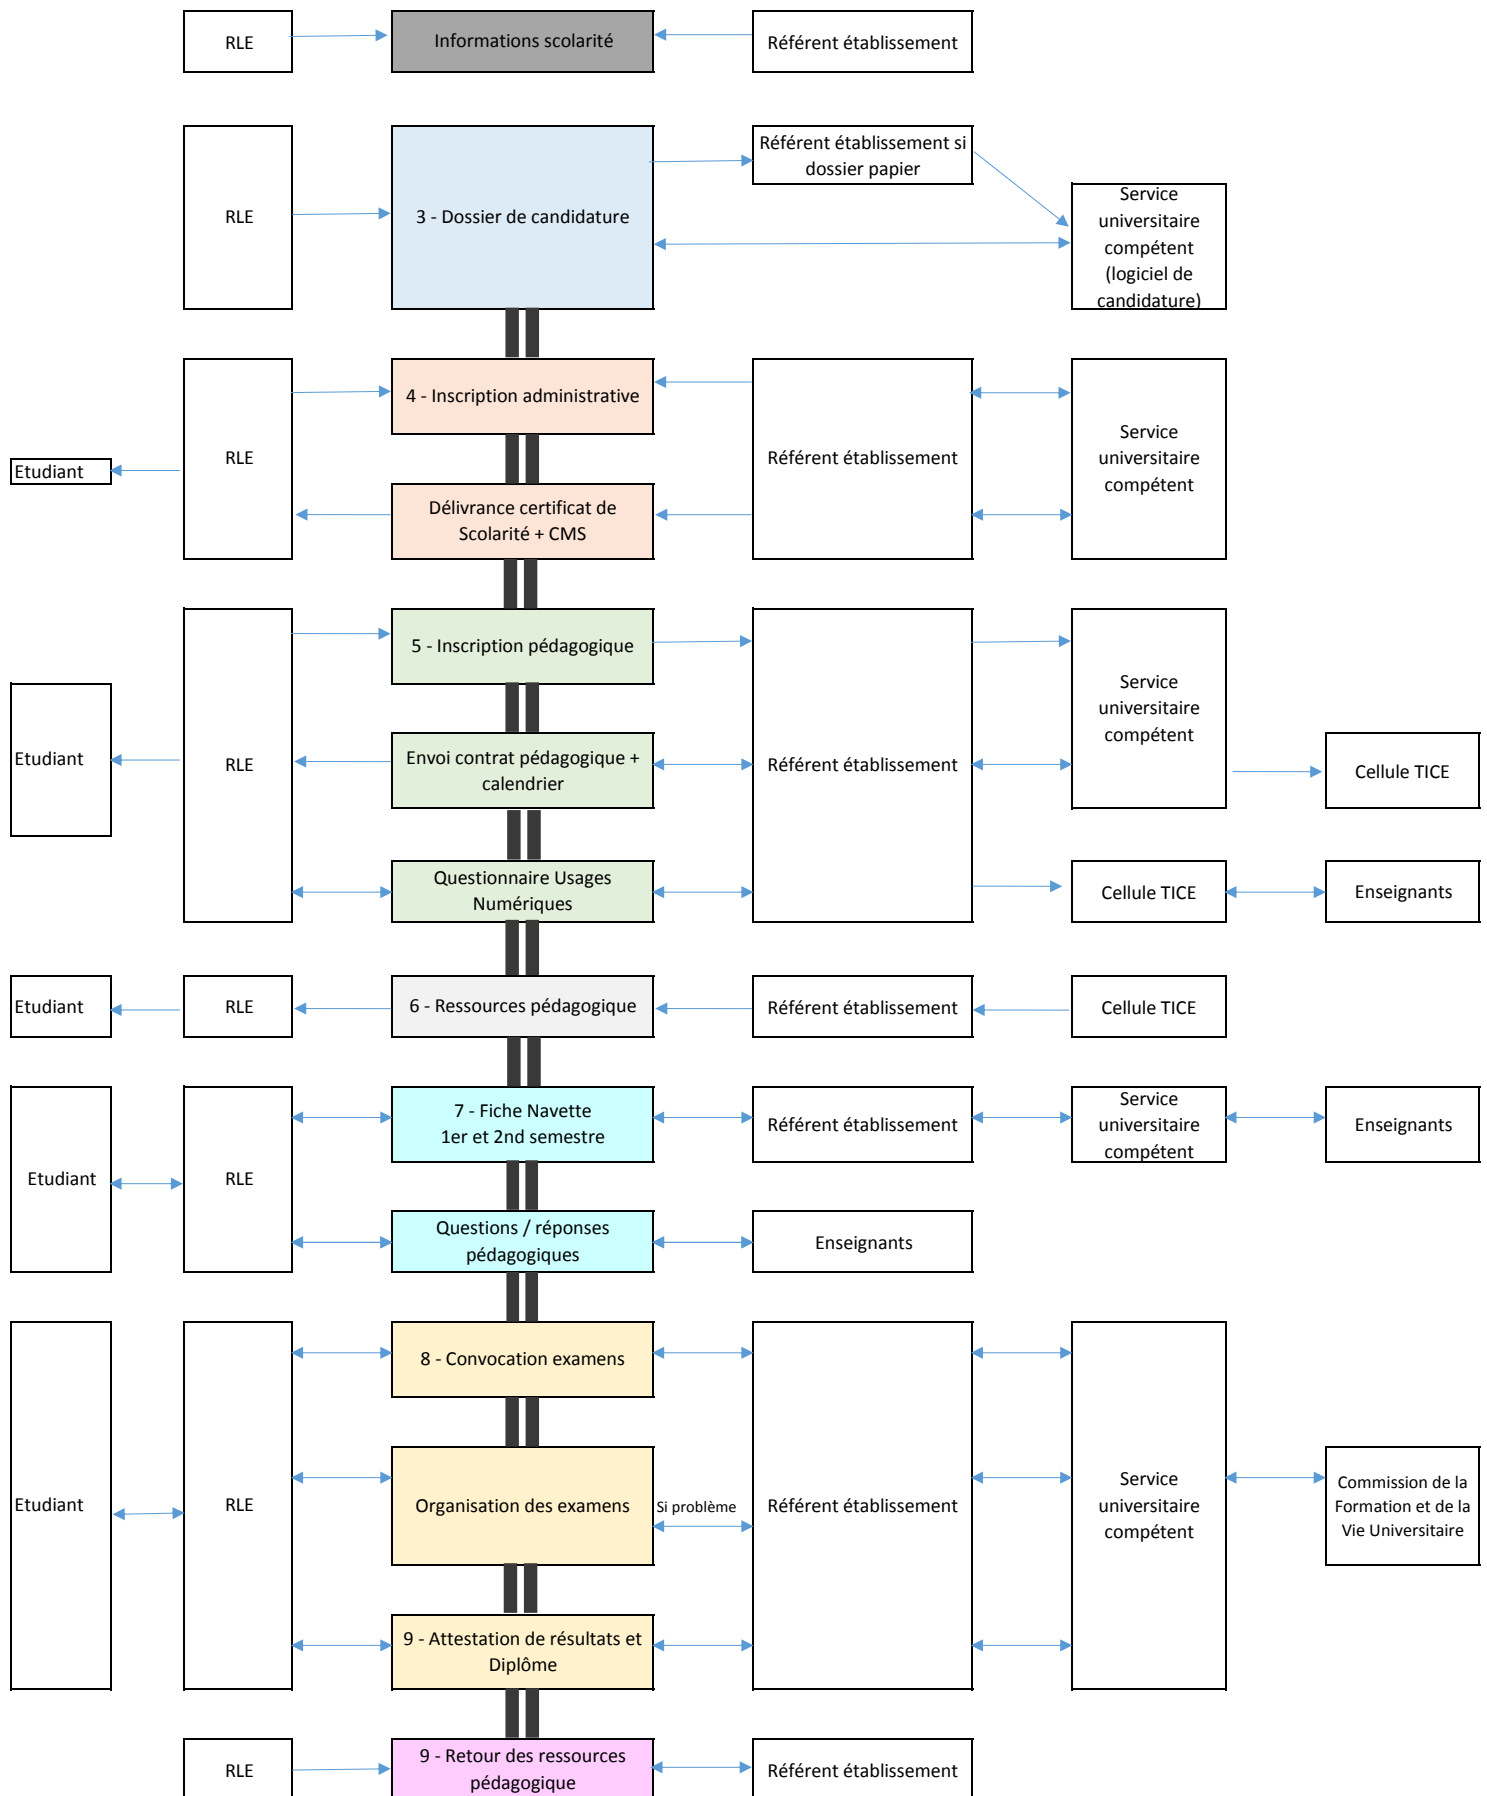 RLE
Informations scolarité
Référent établissement
RLE
3 - Dossier de candidature
Référent établissement si
dossier papier
Service
universitaire
compétent
(logiciel de
candidature)
Etudiant
RLE
4 - Inscription administrative
Délivrance certificat de
Scolarité + CMS
Référent établissement
Service
universitaire
compétent
Etudiant
RLE
5 - Inscription pédagogique
Envoi contrat pédagogique +
calendrier
Questionnaire Usages
Numériques
Référent établissement
Service
universitaire
compétent
Cellule TICE
Cellule TICE
Enseignants
Etudiant
RLE
6 - Ressources pédagogique
Référent établissement
Cellule TICE
Etudiant
RLE
7 - Fiche Navette
1er et 2nd semestre
Référent établissement
Service
universitaire
compétent
Enseignants
Questions / réponses
pédagogiques
Enseignants
Etudiant
RLE
8 - Convocation examens
Organisation des examens
Si problème
9 - Attestation de résultats et
Diplôme
Référent établissement
Service
universitaire
compétent
Commission de la
Formation et de la
Vie Universitaire
RLE
9 - Retour des ressources
pédagogique
Référent établissement